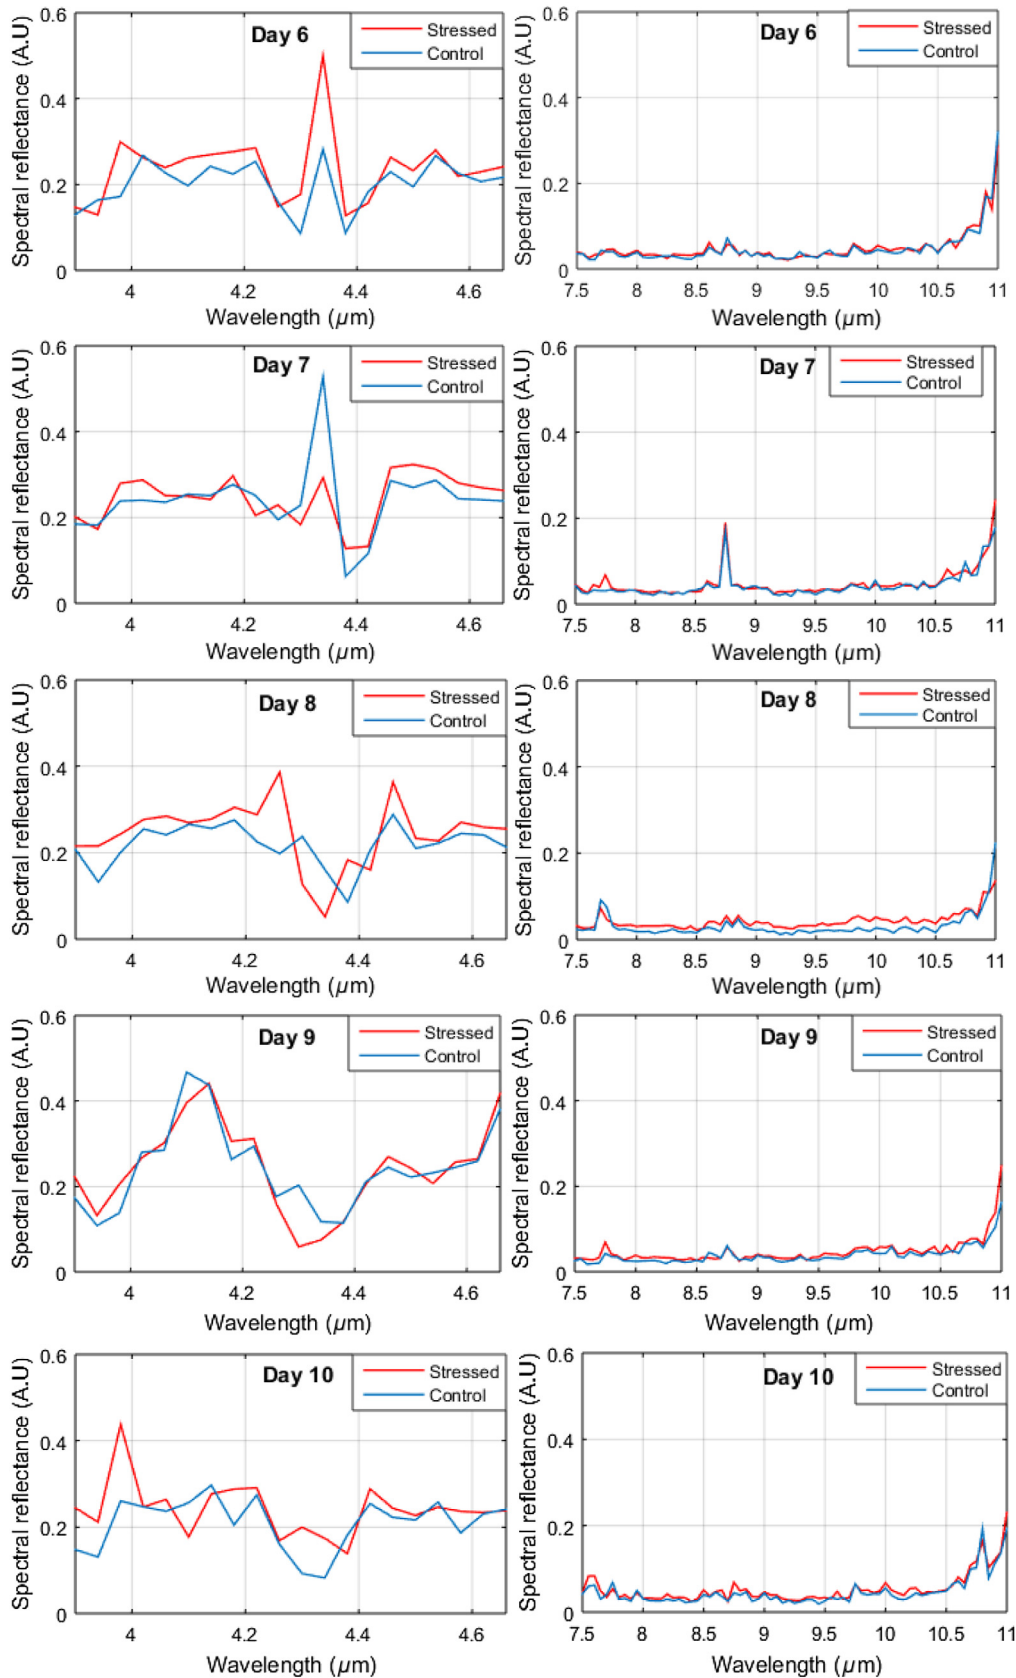 Spectral reflectance (A.U)
0.6
0.4
0.2
0
Day 6
Stressed
Control
4 4.2 4.4 4.6
Wavelength (µm)
Spectral reflectance (A.U)
0.6
0.4
0.2
0
Day 6
Stressed
Control
7.5 8 8.5 9 9.5 10 10.5 11
Wavelength (µm)
Spectral reflectance (A.U)
0.6
0.4
0.2
0
Day 7
Stressed
Control
4 4.2 4.4 4.6
Wavelength (µm)
Spectral reflectance (A.U)
0.6
0.4
0.2
0
Day 7
Stressed
Control
7.5 8 8.5 9 9.5 10 10.5 11
Wavelength (µm)
Spectral reflectance (A.U)
0.6
0.4
0.2
0
Day 8
Stressed
Control
4 4.2 4.4 4.6
Wavelength (µm)
Spectral reflectance (A.U)
0.6
0.4
0.2
0
Day 8
Stressed
Control
7.5 8 8.5 9 9.5 10 10.5 11
Wavelength (µm)
Spectral reflectance (A.U)
0.6
0.4
0.2
0
Day 9
Stressed
Control
4 4.2 4.4 4.6
Wavelength (µm)
Spectral reflectance (A.U)
0.6
0.4
0.2
0
Day 9
Stressed
Control
7.5 8 8.5 9 9.5 10 10.5 11
Wavelength (µm)
Spectral reflectance (A.U)
0.6
0.4
0.2
0
Day 10
Stressed
Control
4 4.2 4.4 4.6
Wavelength (µm)
Spectral reflectance (A.U)
0.6
0.4
0.2
0
Day 10
Stressed
Control
7.5 8 8.5 9 9.5 10 10.5 11
Wavelength (µm)